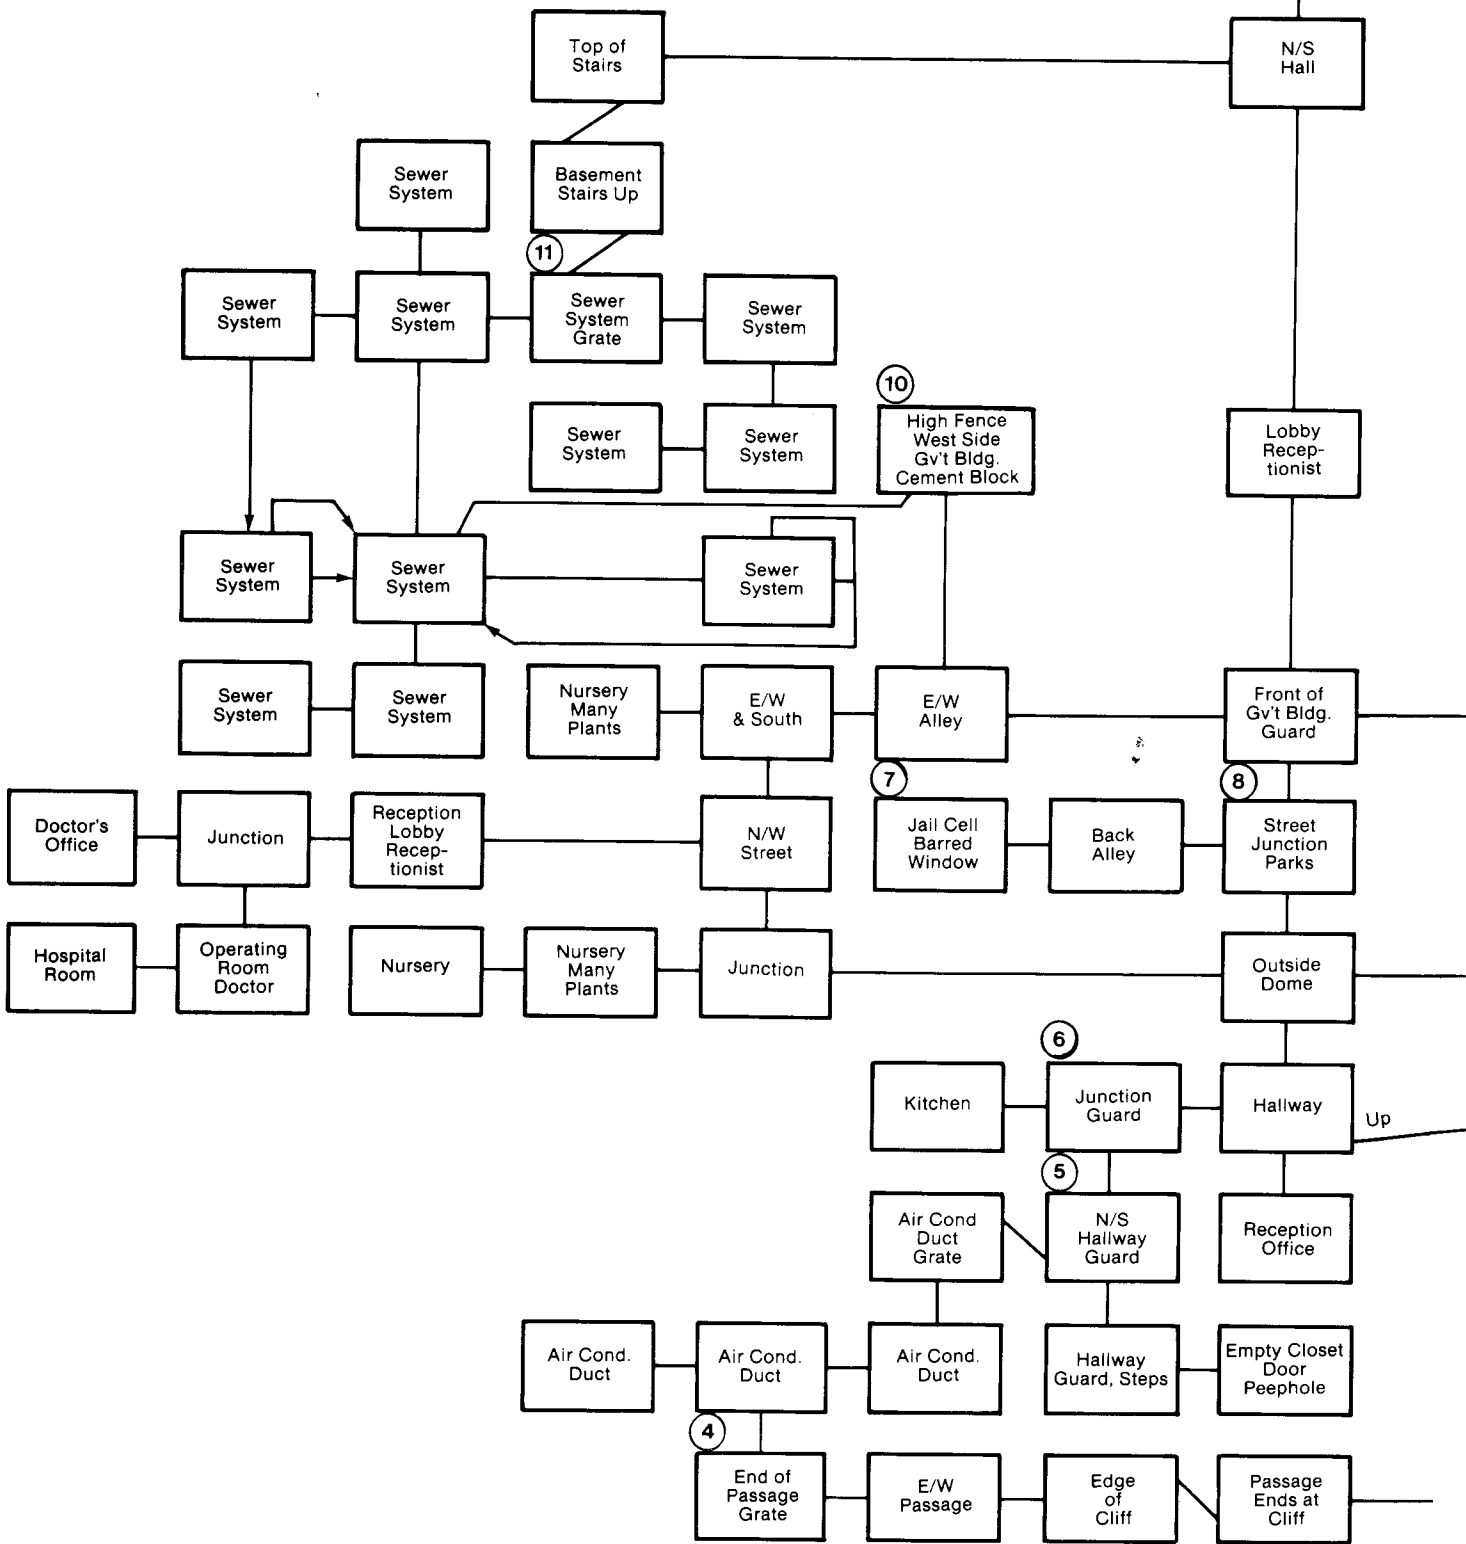 Top of
Stairs
N/S
Hall
Sewer
System
Basement
Stairs Up
11
Sewer
System
Sewer
System
Sewer
System
Grate
Sewer
System
10
Sewer
System
Sewer
System
High Fence
West Side
Gv't Bldg.
Cement Block
Lobby
Recep-
tionist
Sewer
System
Sewer
System
Sewer
System
Sewer
System
Sewer
System
Nursery
Many
Plants
E/W
& South
E/W
Alley
Front of
Gv't Bldg.
Guard
7
8
Doctor's
Office
Junction
Reception
Lobby
Recep-
tionist
N/W
Street
Jail Cell
Barred
Window
Back
Alley
Street
Junction
Parks
Hospital
Room
Operating
Room
Doctor
Nursery
Nursery
Many
Plants
Junction
Outside
Dome
6
Kitchen
Junction
Guard
Hallway
Up
5
Air Cond
Duct
Grate
N/S
Hallway
Guard
Reception
Office
Air Cond.
Duct
Air Cond.
Duct
Air Cond.
Duct
Hallway
Guard, Steps
Empty Closet
Door
Peephole
4
End of
Passage
Grate
E/W
Passage
Edge
of
Cliff
Passage
Ends at
Cliff